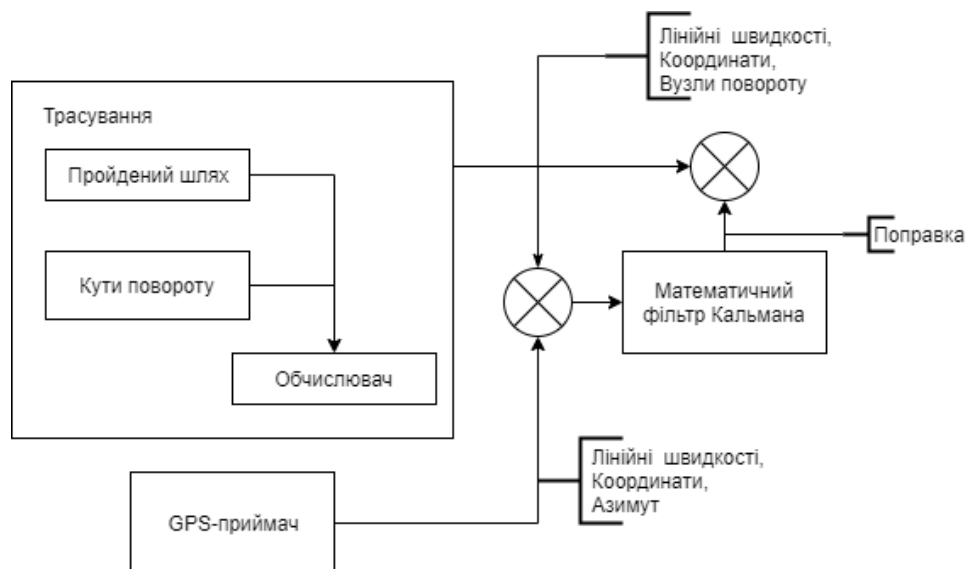 Лінійні швидкості,
Координати,
Вузли повороту
Трасування
Пройдений шлях
Кути повороту
Обчислювач
Поправка
Математичний
фільтр Кальмана
Лінійні швидкості,
Координати,
Азимут
GPS-приймач